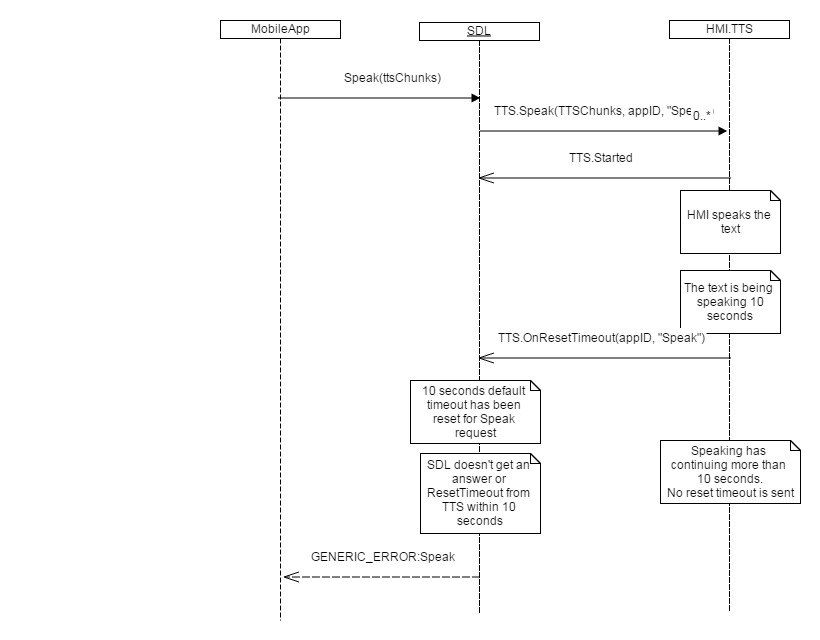 MobileApp
SDL
HMI.TTS
Speak(ttsChunks)
TTS.Speak(TTSChunks, appID, "Spe
0..*
TTS.Started
HMI speaks the
text
The text is being
speaking 10
seconds
TTS.OnResetTimeout(appID, "Speak")
10 seconds default
timeout has been
reset for Speak
request
Speaking has
continuing more than
10 seconds.
No reset timeout is sent
SDL doesn't get an
answer or
ResetTimeout from
TTS within 10
seconds
GENERIC_ERROR:Speak